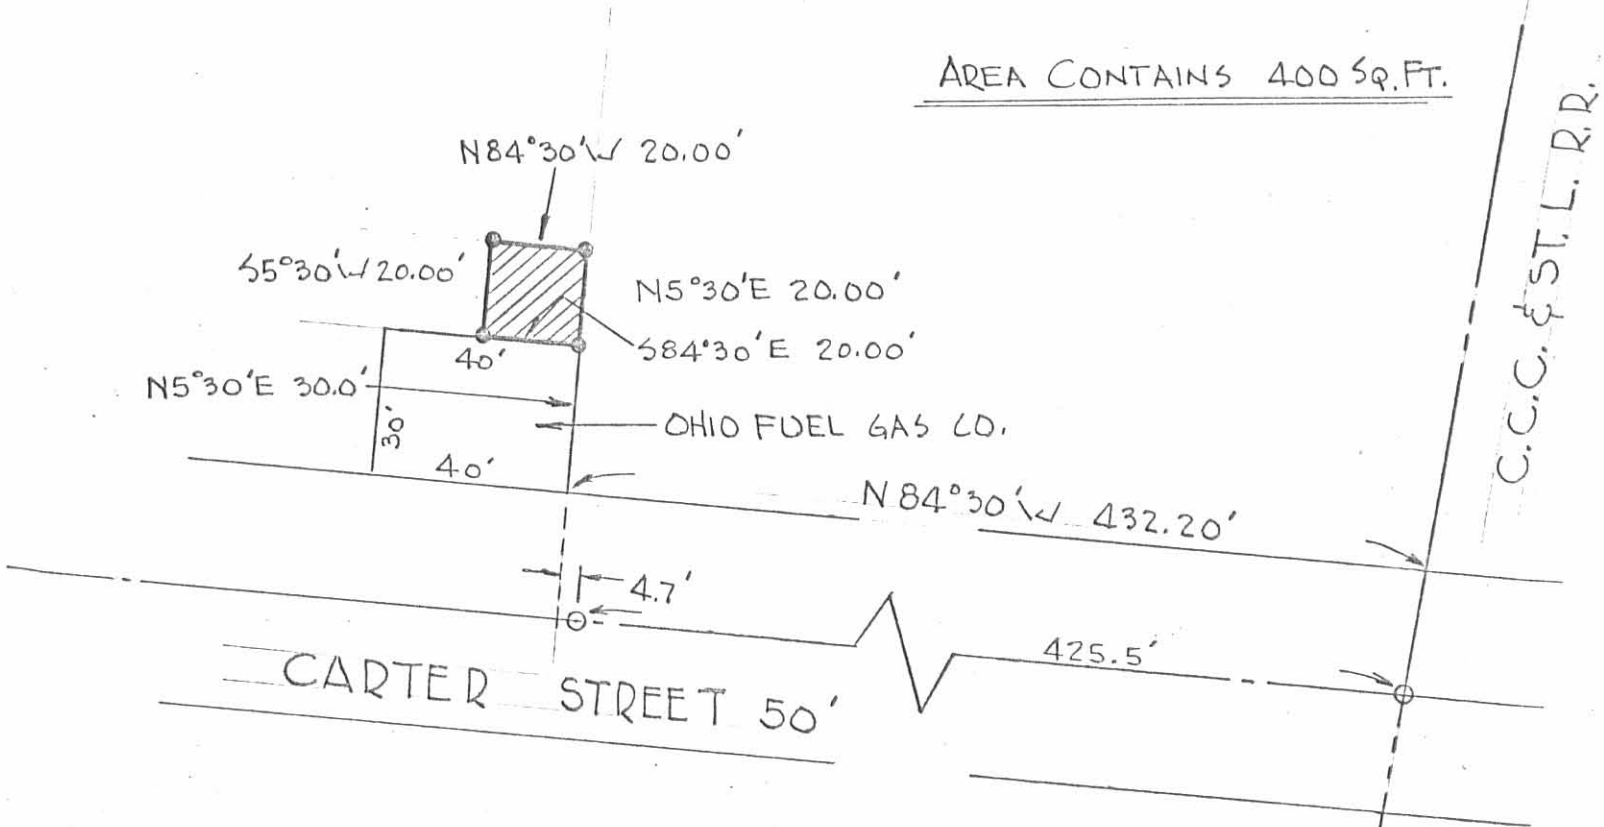 AREA CONTAINS 400 SQ.FT.
N84°30'W 20.00'
S5°30'W 20.00'
N5°30'E 20.00'
S84°30'E 20.00'
40'
N5°30'E 30.0'
30'
OHIO FUEL GAS CO.
40'
N84°30'W 432.20'
C.C.C. & ST. L. R.R.
4.7'
425.5'
CARTER STREET 50'